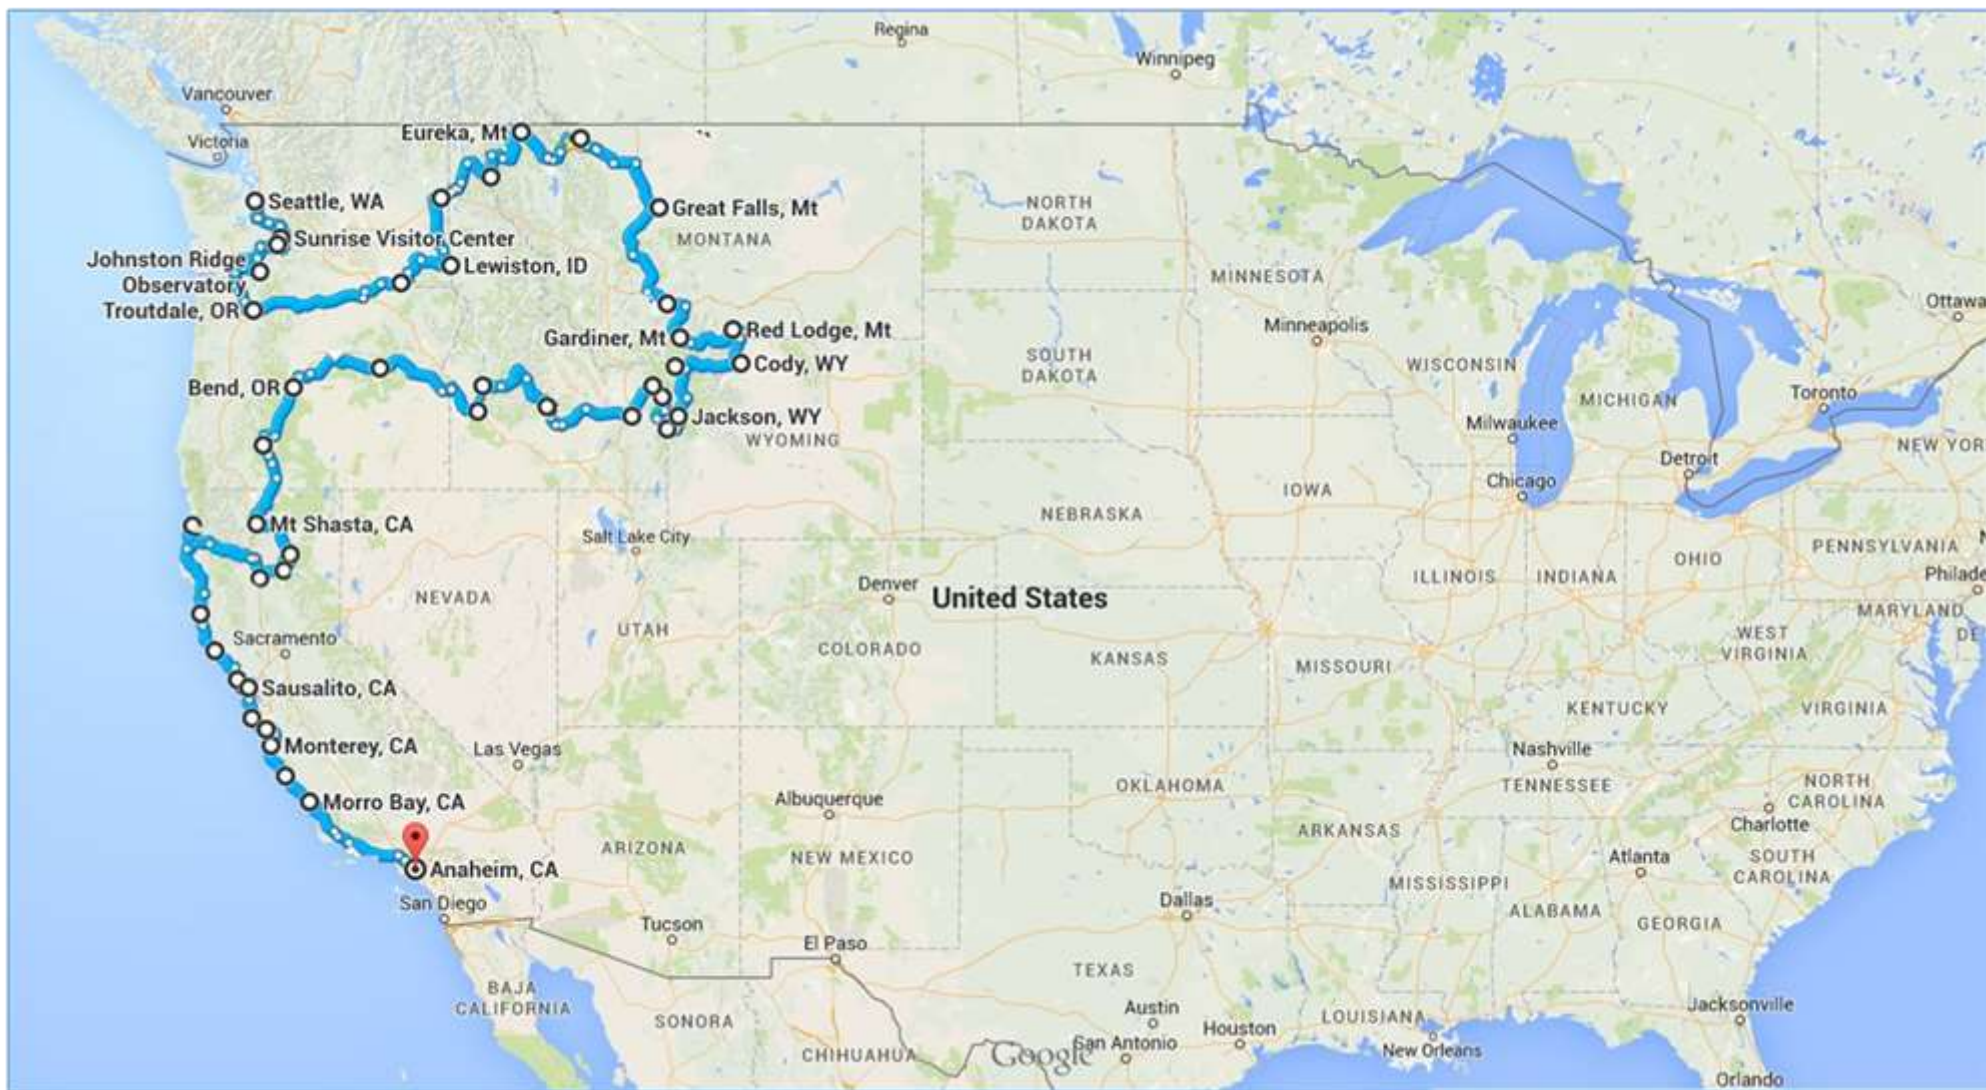 Regina
Winnipeg
Vancouver
Victoria
Eureka, Mt
Seattle, WA
Great Falls, Mt
NORTH
DAKOTA
Sunrise Visitor Center
MONTANA
Johnston Ridge
Observatory
Lewiston, ID
MINNESOTA
Ottawa
Troutdale, OR
Gardiner, Mt
Red Lodge, Mt
Minneapolis
Cody, WY
SOUTH
DAKOTA
WISCONSIN
Bend, OR
MICHIGAN
Toronto
Jackson, WY
WYOMING
Milwaukee
NEW YOR
Detroit
Chicago
IOWA
Mt Shasta, CA
NEBRASKA
Salt Lake City
PENNSYLVANIA
N
OHIO
Denver
ILLINOIS
INDIANA
Philade
NEVADA
United States
MARYLAND
DE
Sacramento
UTAH
COLORADO
KANSAS
MISSOURI
WEST
VIRGINIA
Sausalito, CA
KENTUCKY
VIRGINIA
Monterey, CA
Las Vegas
Nashville
TENNESSEE
OKLAHOMA
NORTH
CAROLINA
Morro Bay, CA
Albuquerque
Charlotte
ARKANSAS
ARIZONA
NEW MEXICO
Atlanta
SOUTH
CAROLINA
Anaheim, CA
MISSISSIPPI
San Diego
Dallas
ALABAMA
GEORGIA
Tucson
El Paso
TEXAS
BAJA
CALIFORNIA
Austin
Jacksonville
SONORA
Houston
LOUISIANA
San Antonio
CHIHUAHUA
Google
New Orleans
Orlando